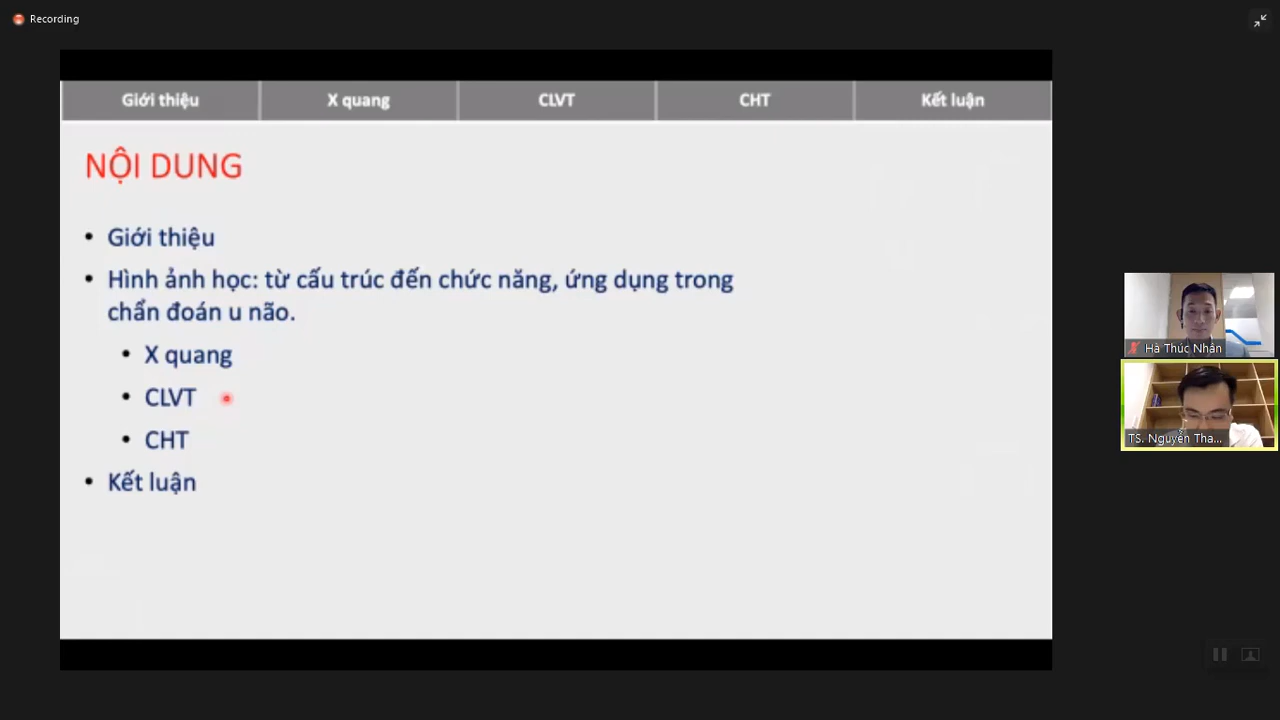 Recording
Giới thiệu
X quang
CLVT
CHT
Kết luận
NỘI DUNG
• Giới thiệu
• Hình ảnh học: từ cấu trúc đến chức năng, ứng dụng trong
chẩn đoán u não.
• X quang
• CLVT
• CHT
• Kết luận
Hà Thúc Nhân
TS. Nguyễn Tha...